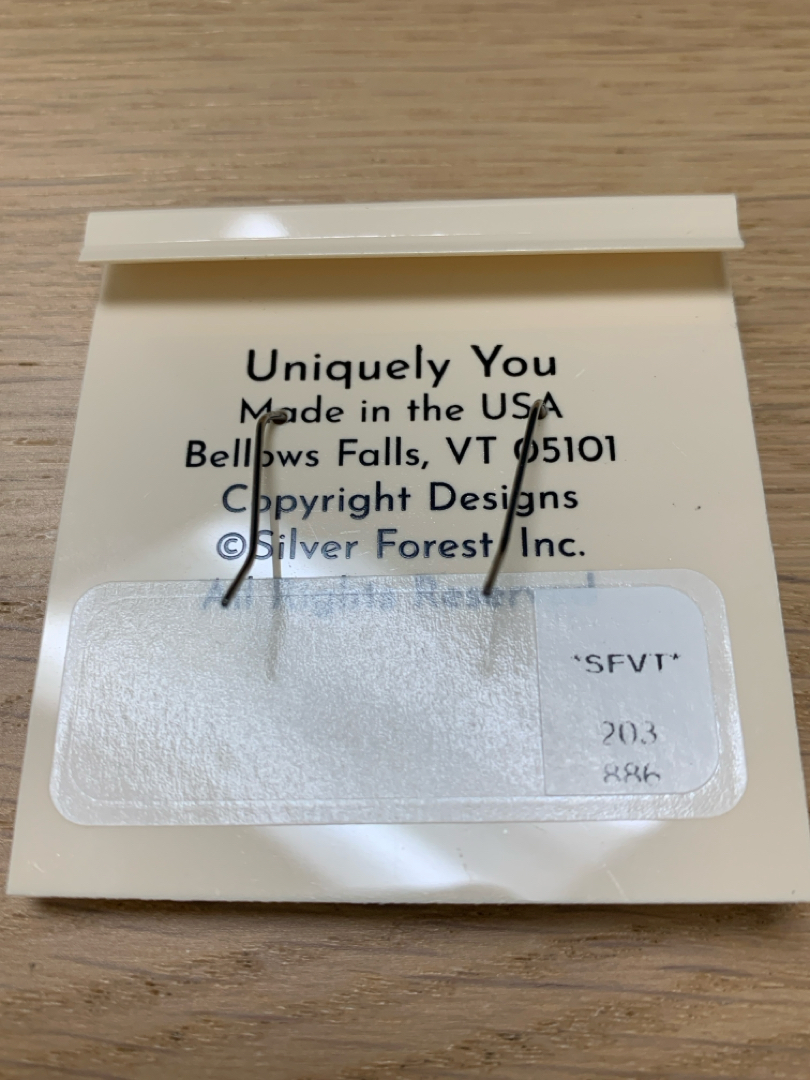 Uniquely You
Made in the USA
Bellows Falls, VT 05101
Copyright Designs
©Silver Forest, Inc.
All Rights Reserved
*SFVT*
203
886